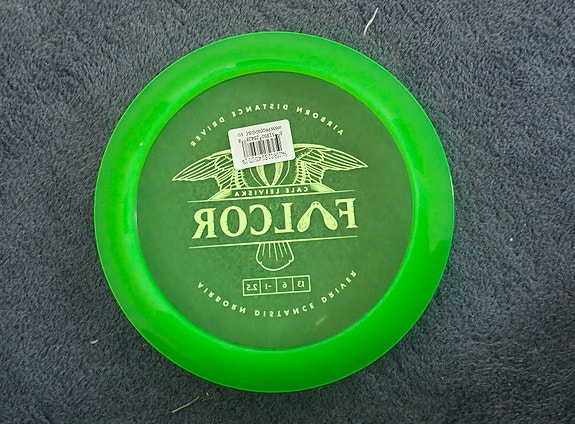 AIRBORN DISTANCE DRIVER
CALE LEIVISKA
FALCOR
13 6 -1 2.5
AIRBORN DISTANCE DRIVER